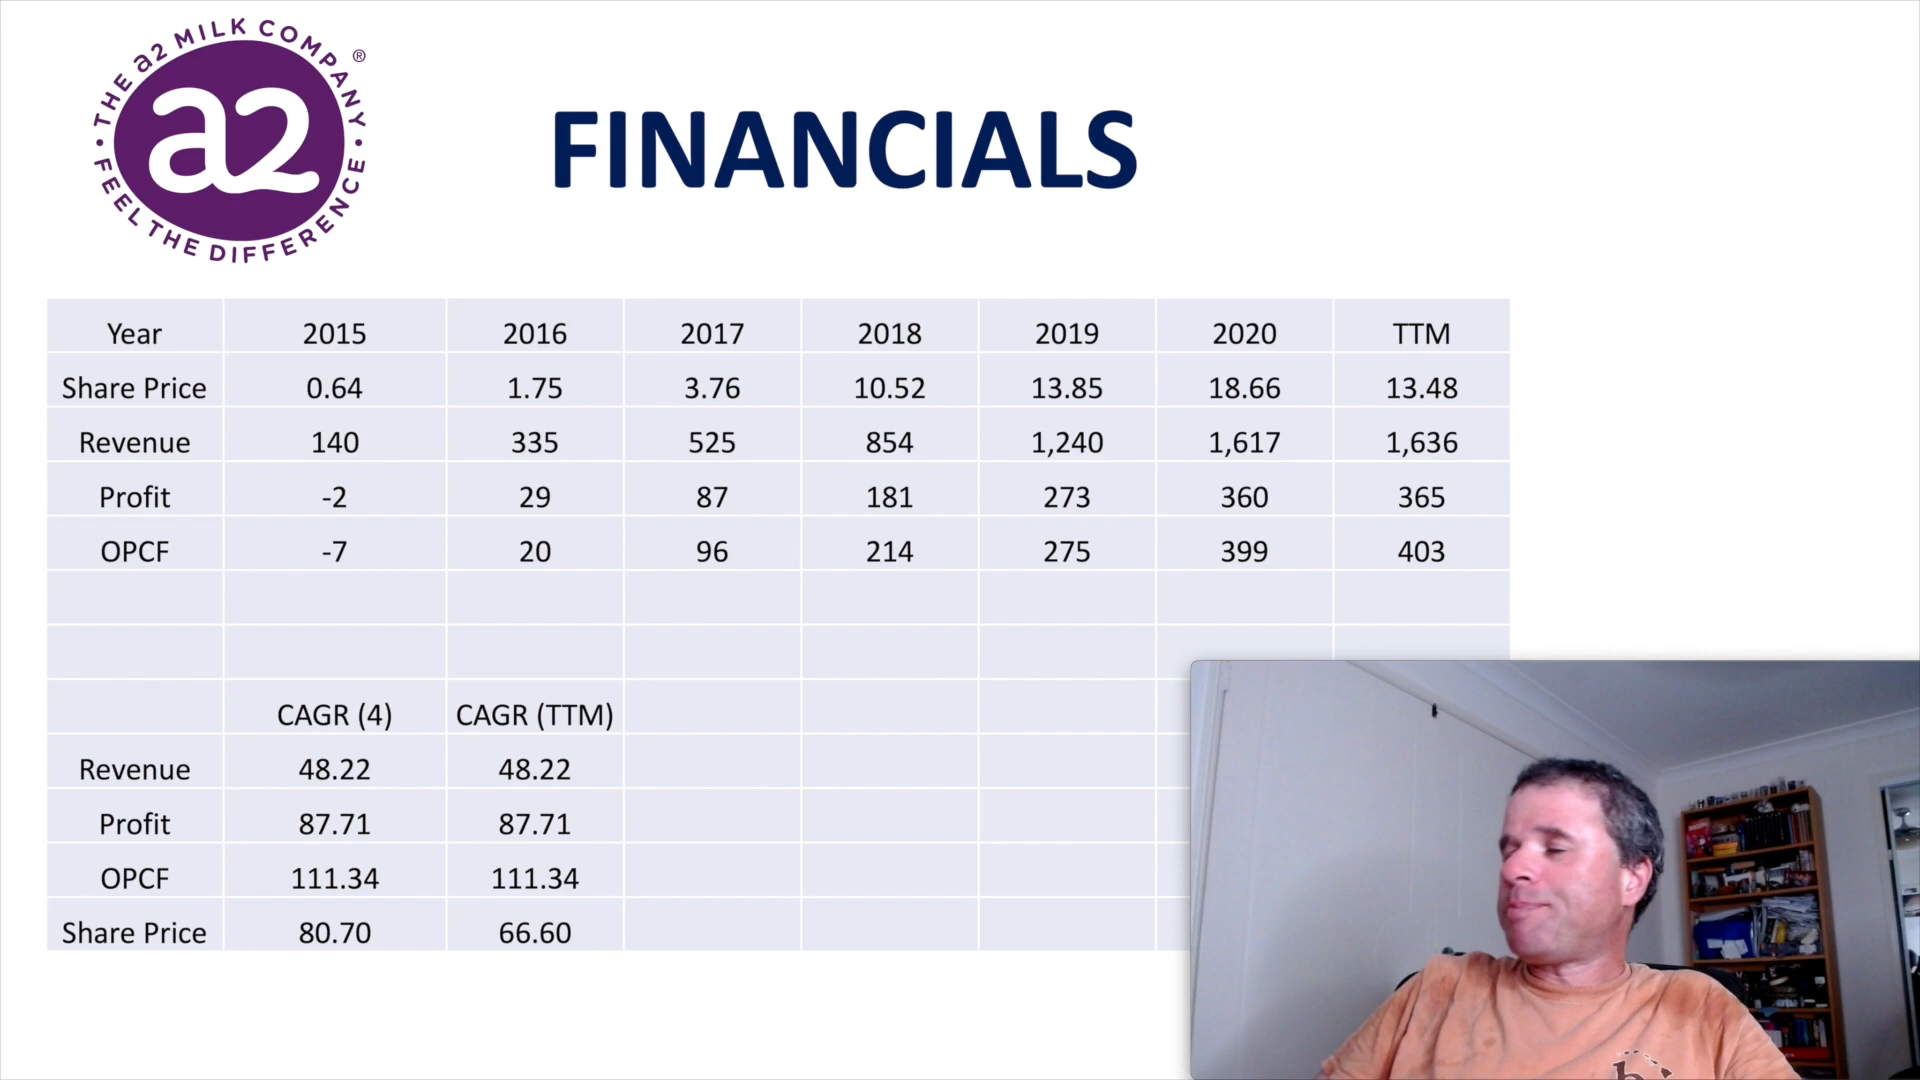 THE a2 MILK COMPANY
®
a2
FEEL THE DIFFERENCE
FINANCIALS
Year 2015 2016 2017 2018 2019 2020 TTM
Share Price 0.64 1.75 3.76 10.52 13.85 18.66 13.48
Revenue 140 335 525 854 1,240 1,617 1,636
Profit -2 29 87 181 273 360 365
OPCF -7 20 96 214 275 399 403
CAGR (4) CAGR (TTM)
Revenue 48.22 48.22
Profit 87.71 87.71
OPCF 111.34 111.34
Share Price 80.70 66.60